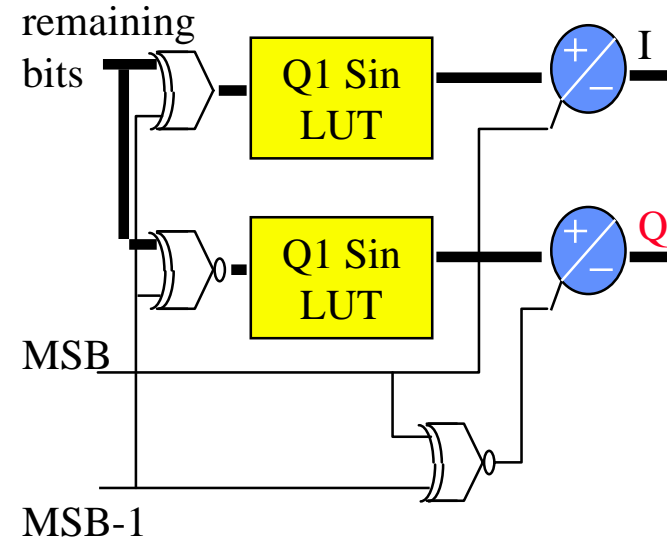 remaining
bits
Q1 Sin
LUT
+
−
I
Q1 Sin
LUT
+
−
Q
MSB
MSB-1